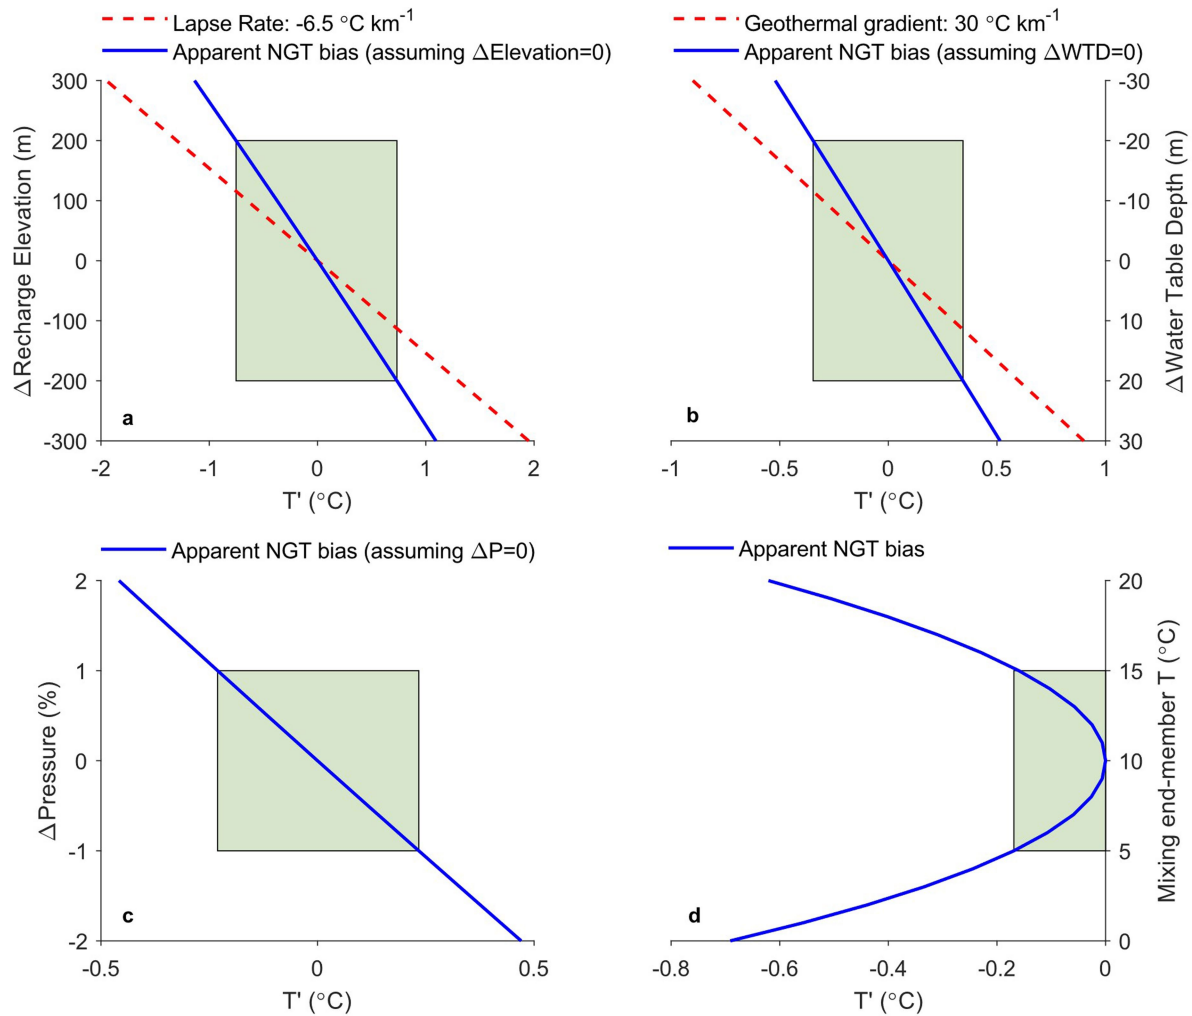 Lapse Rate: -6.5 °C km⁻¹
Apparent NGT bias (assuming ΔElevation=0)
300
200
100
0
-100
-200
-300
ΔRecharge Elevation (m)
a
-2 -1 0 1 2
T' (°C)
Geothermal gradient: 30 °C km⁻¹
Apparent NGT bias (assuming ΔWTD=0)
-30
-20
-10
0
10
20
30
ΔWater Table Depth (m)
b
-1 -0.5 0 0.5 1
T' (°C)
Apparent NGT bias (assuming ΔP=0)
2
1
0
-1
-2
ΔPressure (%)
c
-0.5 0 0.5
T' (°C)
Apparent NGT bias
20
15
10
5
0
Mixing end-member T (°C)
d
-0.8 -0.6 -0.4 -0.2 0
T' (°C)